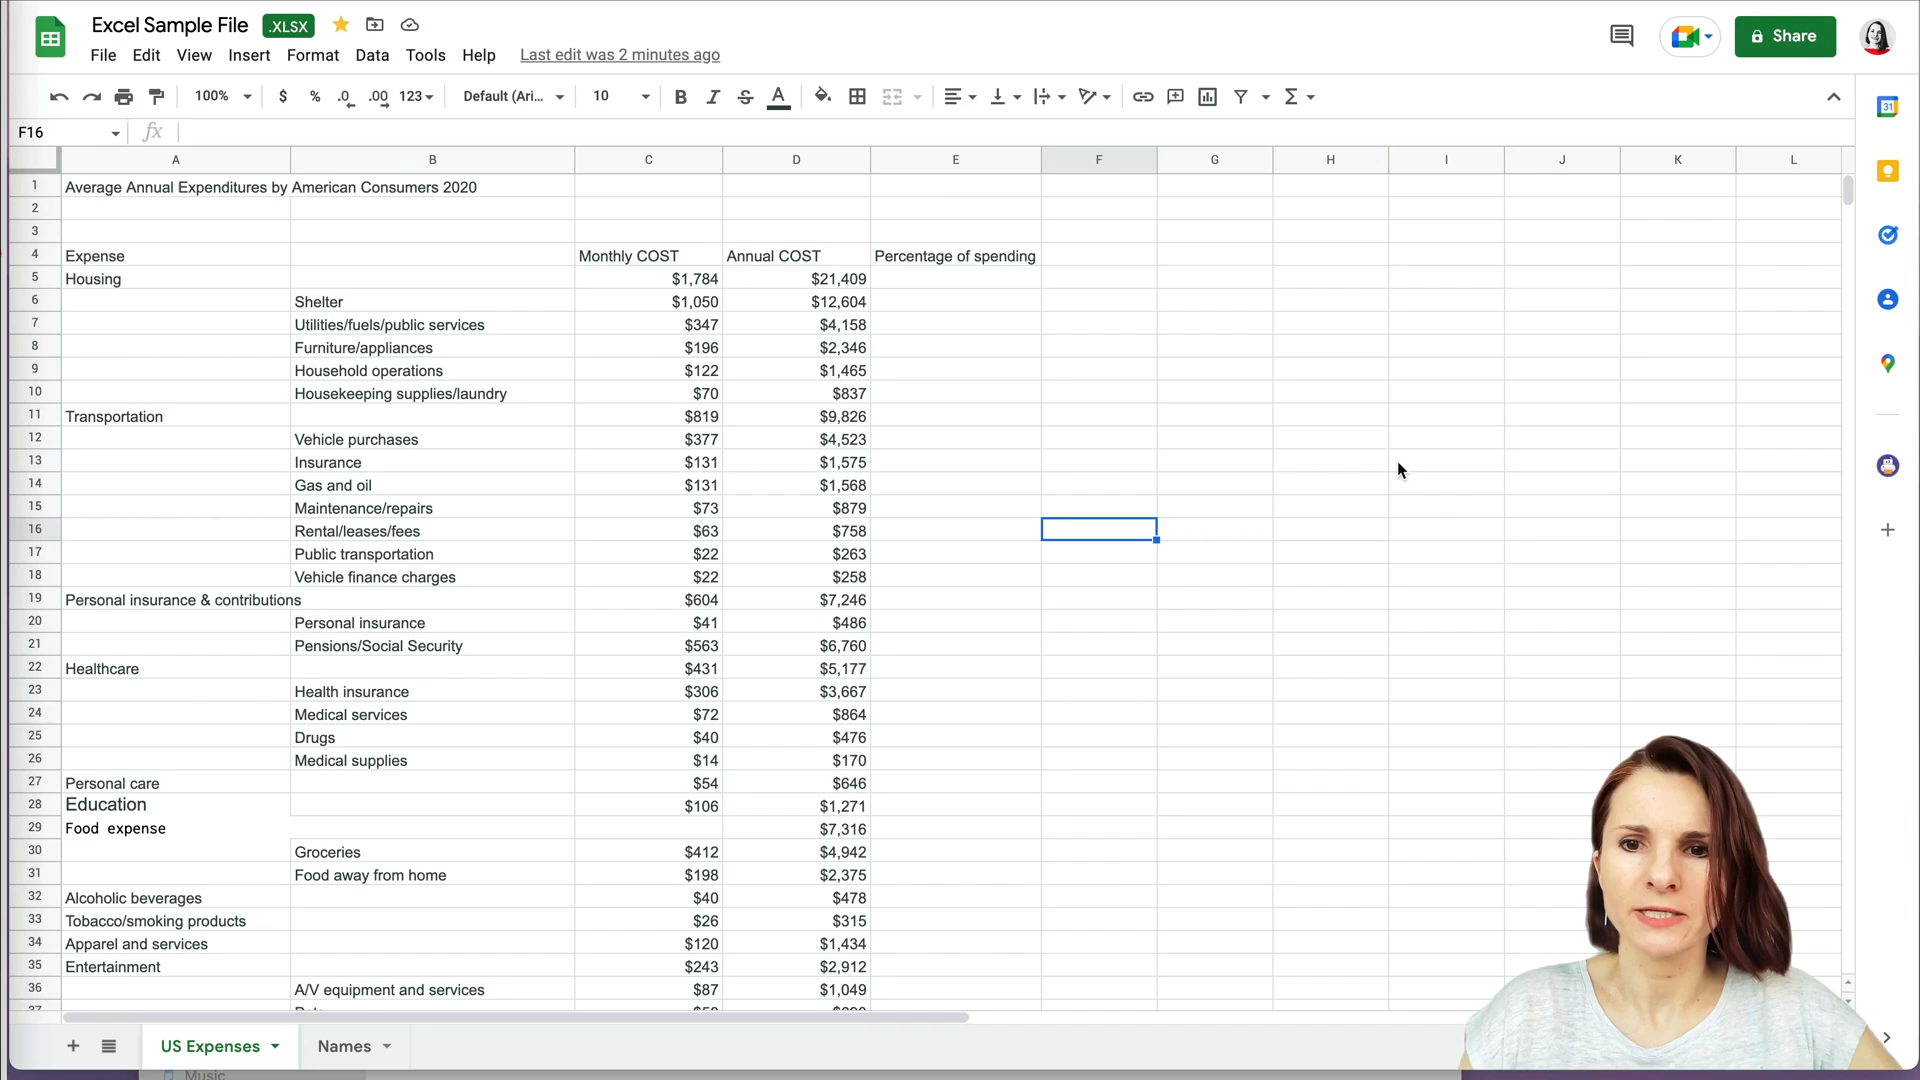 Excel Sample File .XLSX
Share
File Edit View Insert Format Data Tools Help Last edit was 2 minutes ago
100% $ % .0 .00 123 Default (Ari... 10 B I S A Σ
31
F16 fx
A B C D E F G H I J K L
1 Average Annual Expenditures by American Consumers 2020
2
3
4 Expense Monthly COST Annual COST Percentage of spending
5 Housing $1,784 $21,409
6 Shelter $1,050 $12,604
7 Utilities/fuels/public services $347 $4,158
8 Furniture/appliances $196 $2,346
9 Household operations $122 $1,465
10 Housekeeping supplies/laundry $70 $837
11 Transportation $819 $9,826
12 Vehicle purchases $377 $4,523
13 Insurance $131 $1,575
14 Gas and oil $131 $1,568
15 Maintenance/repairs $73 $879
16 Rental/leases/fees $63 $758
17 Public transportation $22 $263
18 Vehicle finance charges $22 $258
19 Personal insurance & contributions $604 $7,246
20 Personal insurance $41 $486
21 Pensions/Social Security $563 $6,760
22 Healthcare $431 $5,177
23 Health insurance $306 $3,667
24 Medical services $72 $864
25 Drugs $40 $476
26 Medical supplies $14 $170
27 Personal care $54 $646
28 Education $106 $1,271
29 Food expense $7,316
30 Groceries $412 $4,942
31 Food away from home $198 $2,375
32 Alcoholic beverages $40 $478
33 Tobacco/smoking products $26 $315
34 Apparel and services $120 $1,434
35 Entertainment $243 $2,912
36 A/V equipment and services $87 $1,049
37
US Expenses Names
Music